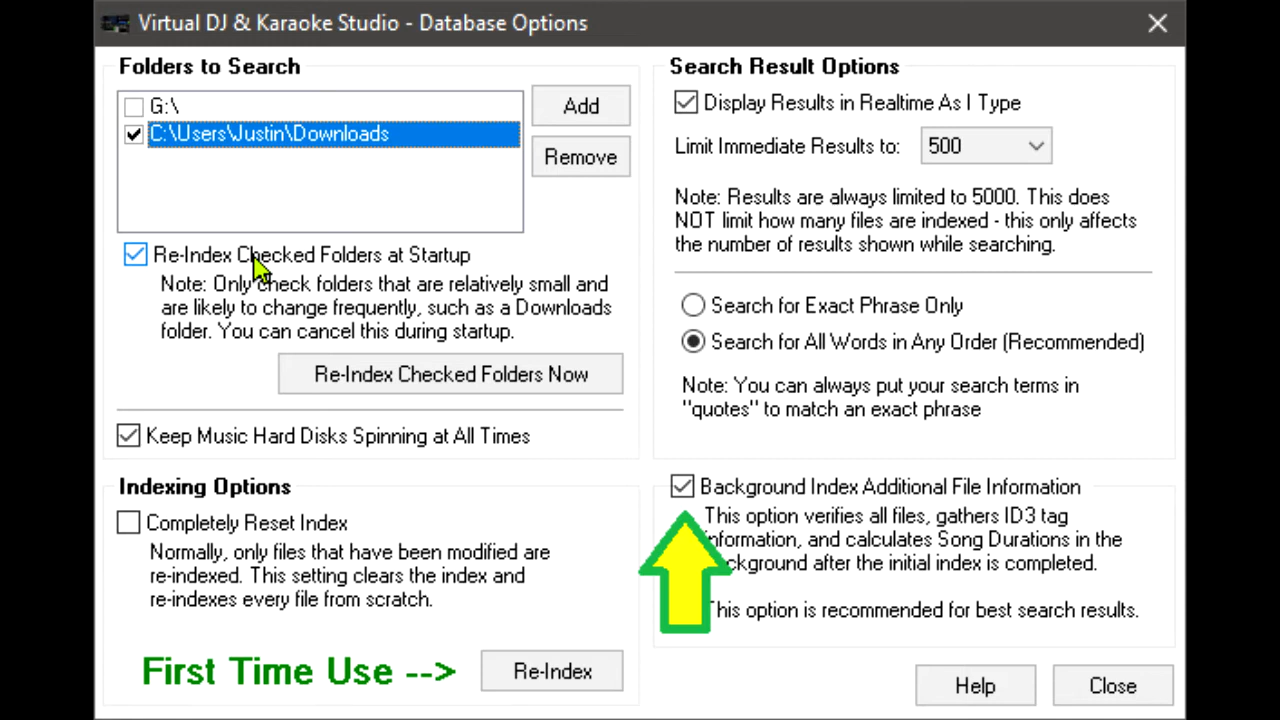 Virtual DJ & Karaoke Studio - Database Options
Folders to Search
G:\
C:\Users\Justin\Downloads
Add
Remove
Re-Index Checked Folders at Startup
Note: Only check folders that are relatively small and
are likely to change frequently, such as a Downloads
folder. You can cancel this during startup.
Re-Index Checked Folders Now
Keep Music Hard Disks Spinning at All Times
Search Result Options
Display Results in Realtime As I Type
Limit Immediate Results to: 500
Note: Results are always limited to 5000. This does
NOT limit how many files are indexed - this only affects
the number of results shown while searching.
Search for Exact Phrase Only
Search for All Words in Any Order (Recommended)
Note: You can always put your search terms in
"quotes" to match an exact phrase
Indexing Options
Completely Reset Index
Normally, only files that have been modified are
re-indexed. This setting clears the index and
re-indexes every file from scratch.
First Time Use -->
Re-Index
Background Index Additional File Information
This option verifies all files, gathers ID3 tag
information, and calculates Song Durations in the
background after the initial index is completed.
This option is recommended for best search results.
Help
Close